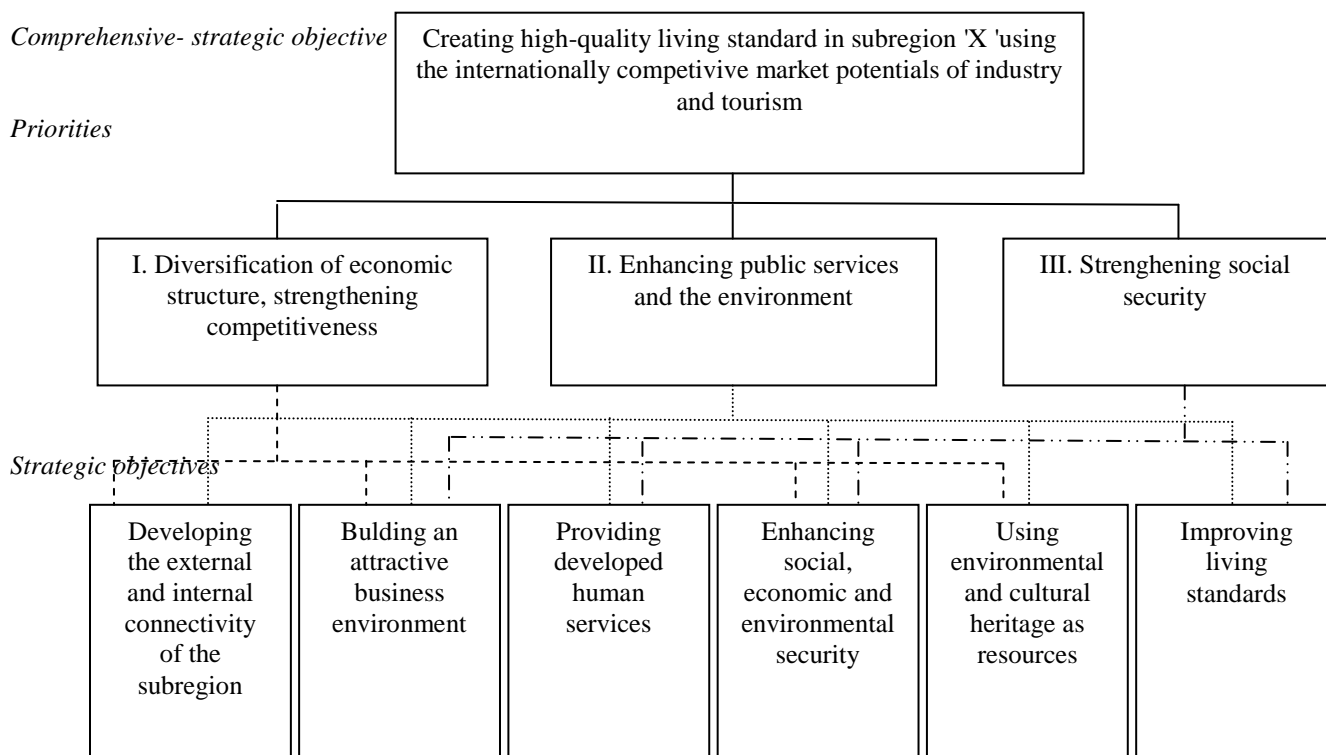 Comprehensive- strategic objective
Creating high-quality living standard in subregion 'X 'using
the internationally competivive market potentials of industry
and tourism
Priorities
I. Diversification of economic
structure, strengthening
competitiveness
II. Enhancing public services
and the environment
III. Strenghening social
security
Strategic objectives
Developing
the external
and internal
connectivity
of the
subregion
Bulding an
attractive
business
environment
Providing
developed
human
services
Enhancing
social,
economic and
environmental
security
Using
environmental
and cultural
heritage as
resources
Improving
living
standards